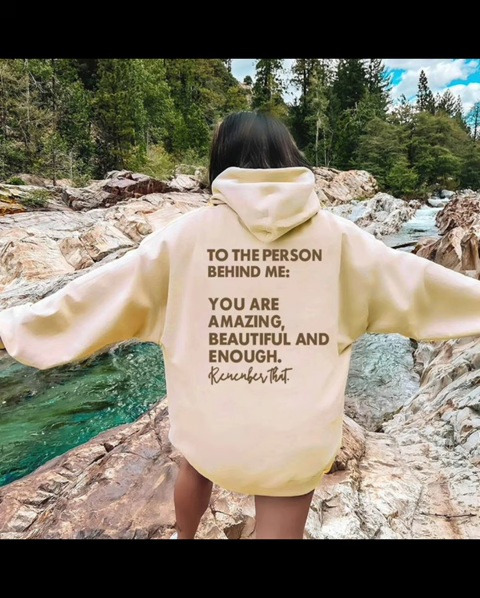 TO THE PERSON
BEHIND ME:
YOU ARE
AMAZING,
BEAUTIFUL AND
ENOUGH.
Remember That.